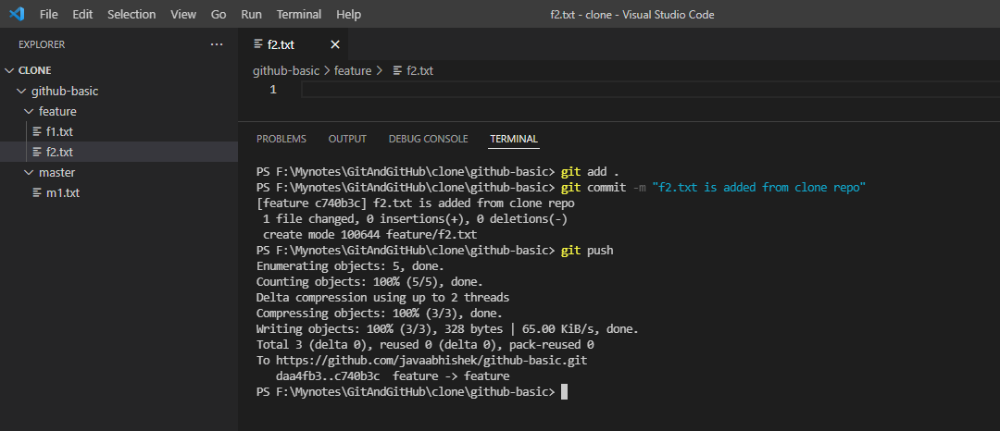 File Edit Selection View Go Run Terminal Help f2.txt - clone - Visual Studio Code
EXPLORER ...
CLONE
github-basic
feature
f1.txt
f2.txt
master
m1.txt
f2.txt
github-basic > feature > f2.txt
1
PROBLEMS OUTPUT DEBUG CONSOLE TERMINAL
PS F:\Mynotes\GitAndGitHub\clone\github-basic> git add .
PS F:\Mynotes\GitAndGitHub\clone\github-basic> git commit -m "f2.txt is added from clone repo"
[feature c740b3c] f2.txt is added from clone repo
1 file changed, 0 insertions(+), 0 deletions(-)
create mode 100644 feature/f2.txt
PS F:\Mynotes\GitAndGitHub\clone\github-basic> git push
Enumerating objects: 5, done.
Counting objects: 100% (5/5), done.
Delta compression using up to 2 threads
Compressing objects: 100% (3/3), done.
Writing objects: 100% (3/3), 328 bytes | 65.00 KiB/s, done.
Total 3 (delta 0), reused 0 (delta 0), pack-reused 0
To https://github.com/javaabhishek/github-basic.git
daa4fb3..c740b3c feature -> feature
PS F:\Mynotes\GitAndGitHub\clone\github-basic>